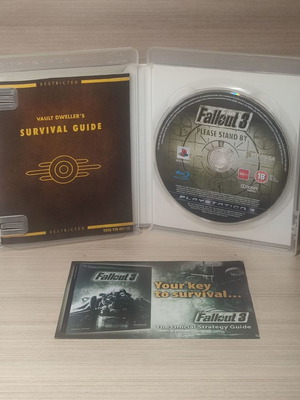 RESTRICTED
VAULT DWELLER'S
SURVIVAL GUIDE
RESTRICTED
Fallout 3
PLEASE STAND BY
18
PLAYSTATION 3
Fallout 3
Your key
to survival...
Fallout 3
The Official Strategy Guide